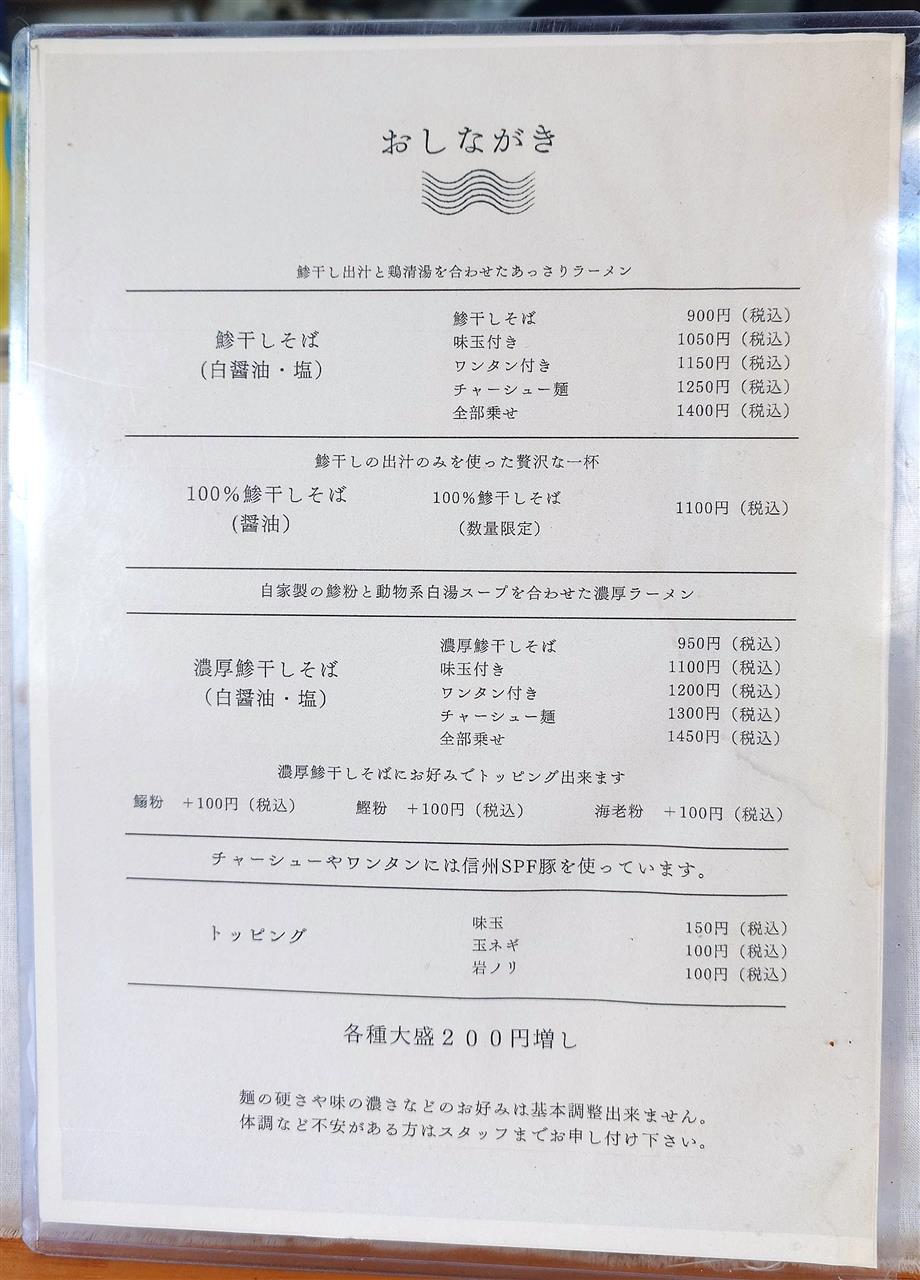 おしながき
鯵干し出汁と鶏清湯を合わせたあっさりラーメン
鯵干しそば
(白醤油・塩)
鯵干しそば 900円（税込）
味玉付き 1050円（税込）
ワンタン付き 1150円（税込）
チャーシュー麺 1250円（税込）
全部乗せ 1400円（税込）
鯵干しの出汁のみを使った贅沢な一杯
100%鯵干しそば
(醤油)
100%鯵干しそば 1100円（税込）
(数量限定)
自家製の鯵粉と動物系白湯スープを合わせた濃厚ラーメン
濃厚鯵干しそば
(白醤油・塩)
濃厚鯵干しそば 950円（税込）
味玉付き 1100円（税込）
ワンタン付き 1200円（税込）
チャーシュー麺 1300円（税込）
全部乗せ 1450円（税込）
濃厚鯵干しそばにお好みでトッピング出来ます
鰯粉 +100円（税込） 鰹粉 +100円（税込） 海老粉 +100円（税込）
チャーシューやワンタンには信州SPF豚を使っています。
トッピング
味玉 150円（税込）
玉ネギ 100円（税込）
岩ノリ 100円（税込）
各種大盛２００円増し
麺の硬さや味の濃さなどのお好みは基本調整出来ません。
体調など不安がある方はスタッフまでお申し付け下さい。